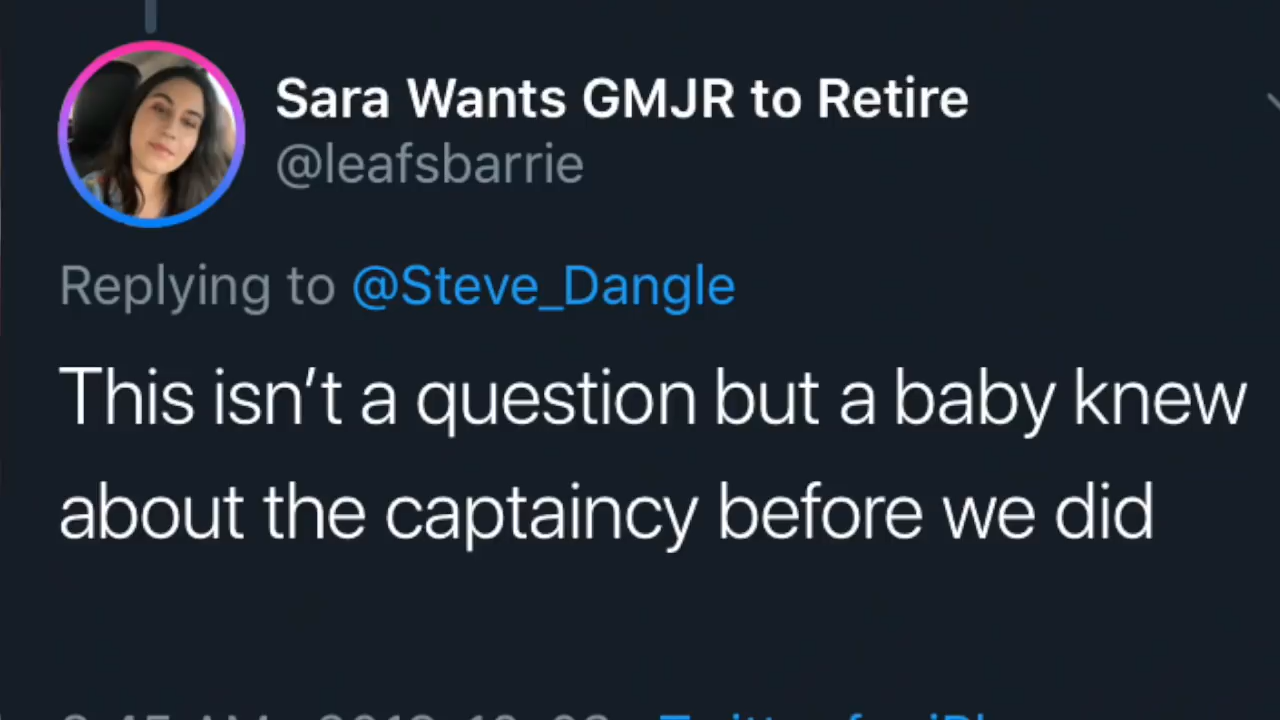 Sara Wants GMJR to Retire
@leafsbarrie
Replying to @Steve_Dangle
This isn’t a question but a baby knew
about the captaincy before we did